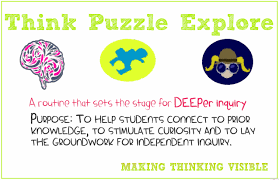 Think Puzzle Explore
A routine that sets the stage for DEEPer inquiry
Purpose: To help students connect to prior
knowledge, to stimulate curiosity and to lay
the groundwork for independent inquiry.
MAKING THINKING VISIBLE